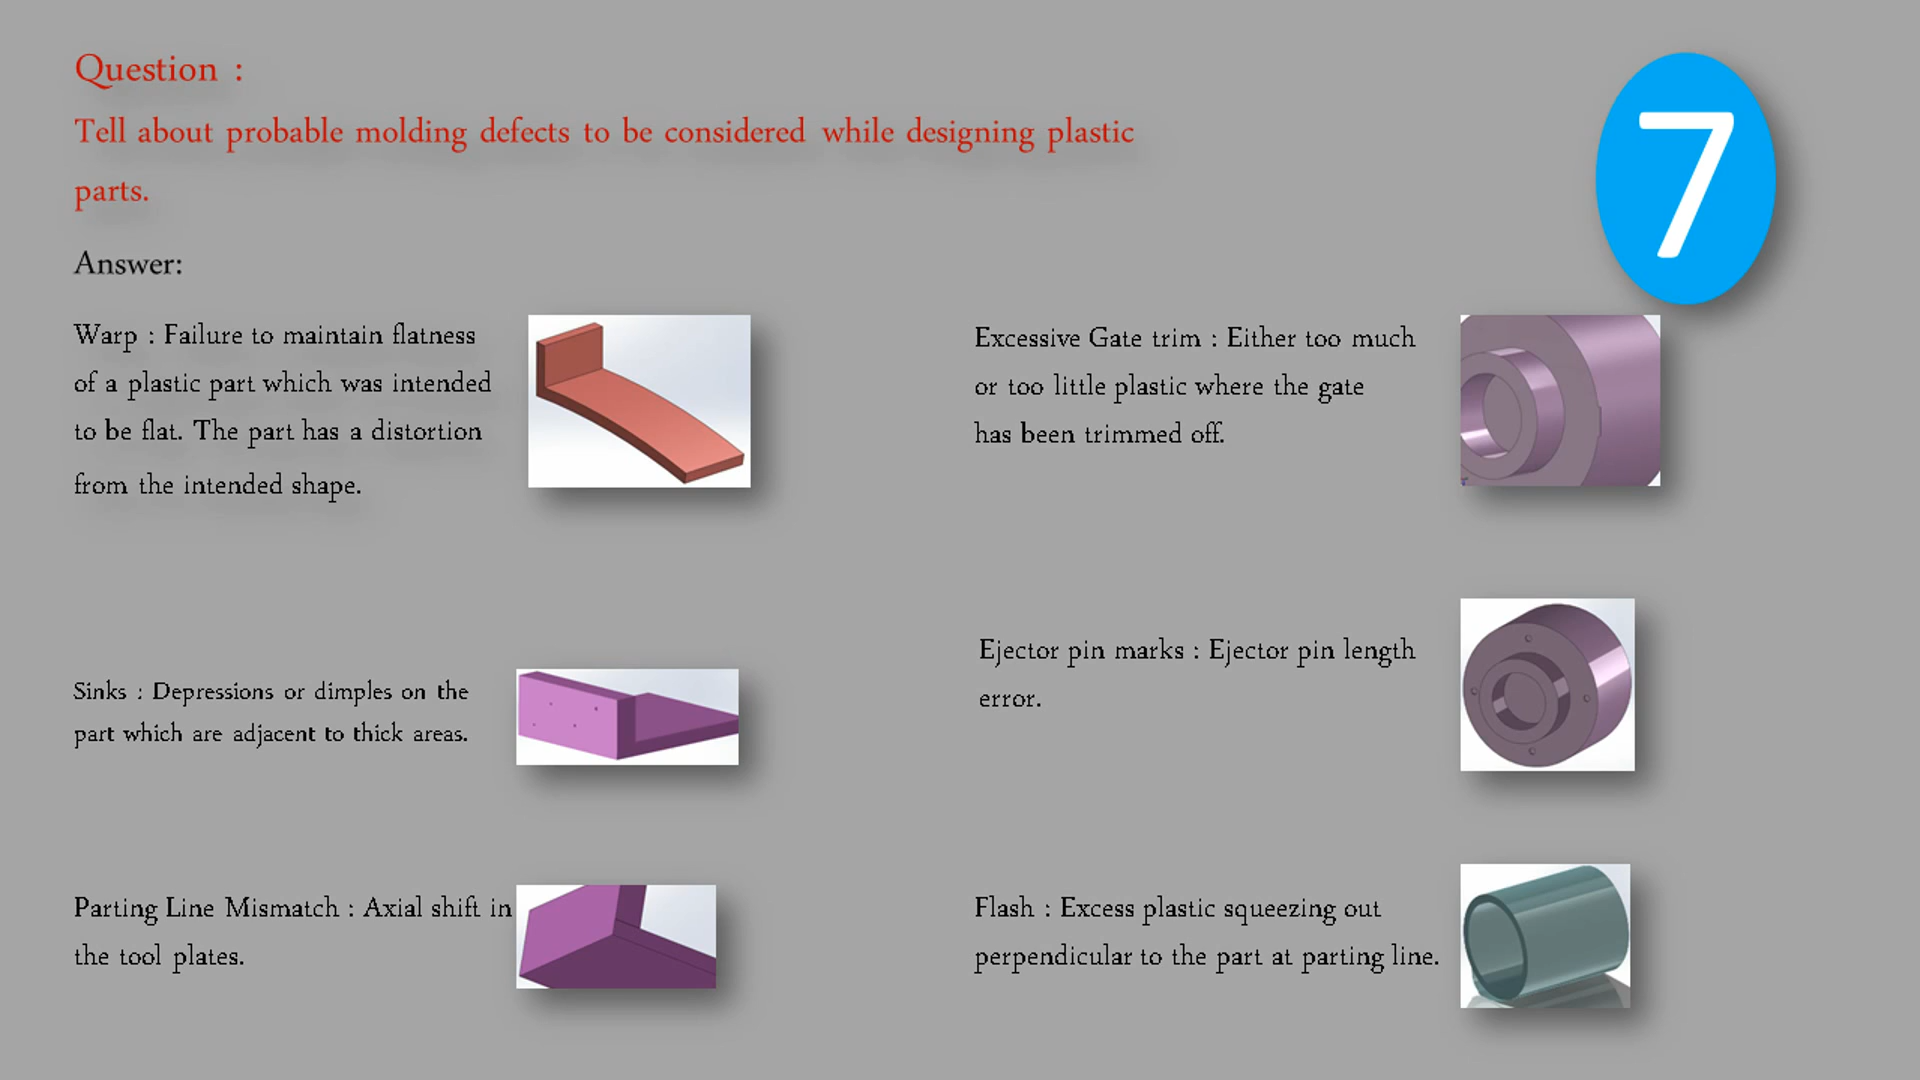 Question :
Tell about probable molding defects to be considered while designing plastic
parts.
7
Answer:
Warp : Failure to maintain flatness
of a plastic part which was intended
to be flat. The part has a distortion
from the intended shape.
Sinks : Depressions or dimples on the
part which are adjacent to thick areas.
Parting Line Mismatch : Axial shift in
the tool plates.
Excessive Gate trim : Either too much
or too little plastic where the gate
has been trimmed off.
Ejector pin marks : Ejector pin length
error.
Flash : Excess plastic squeezing out
perpendicular to the part at parting line.